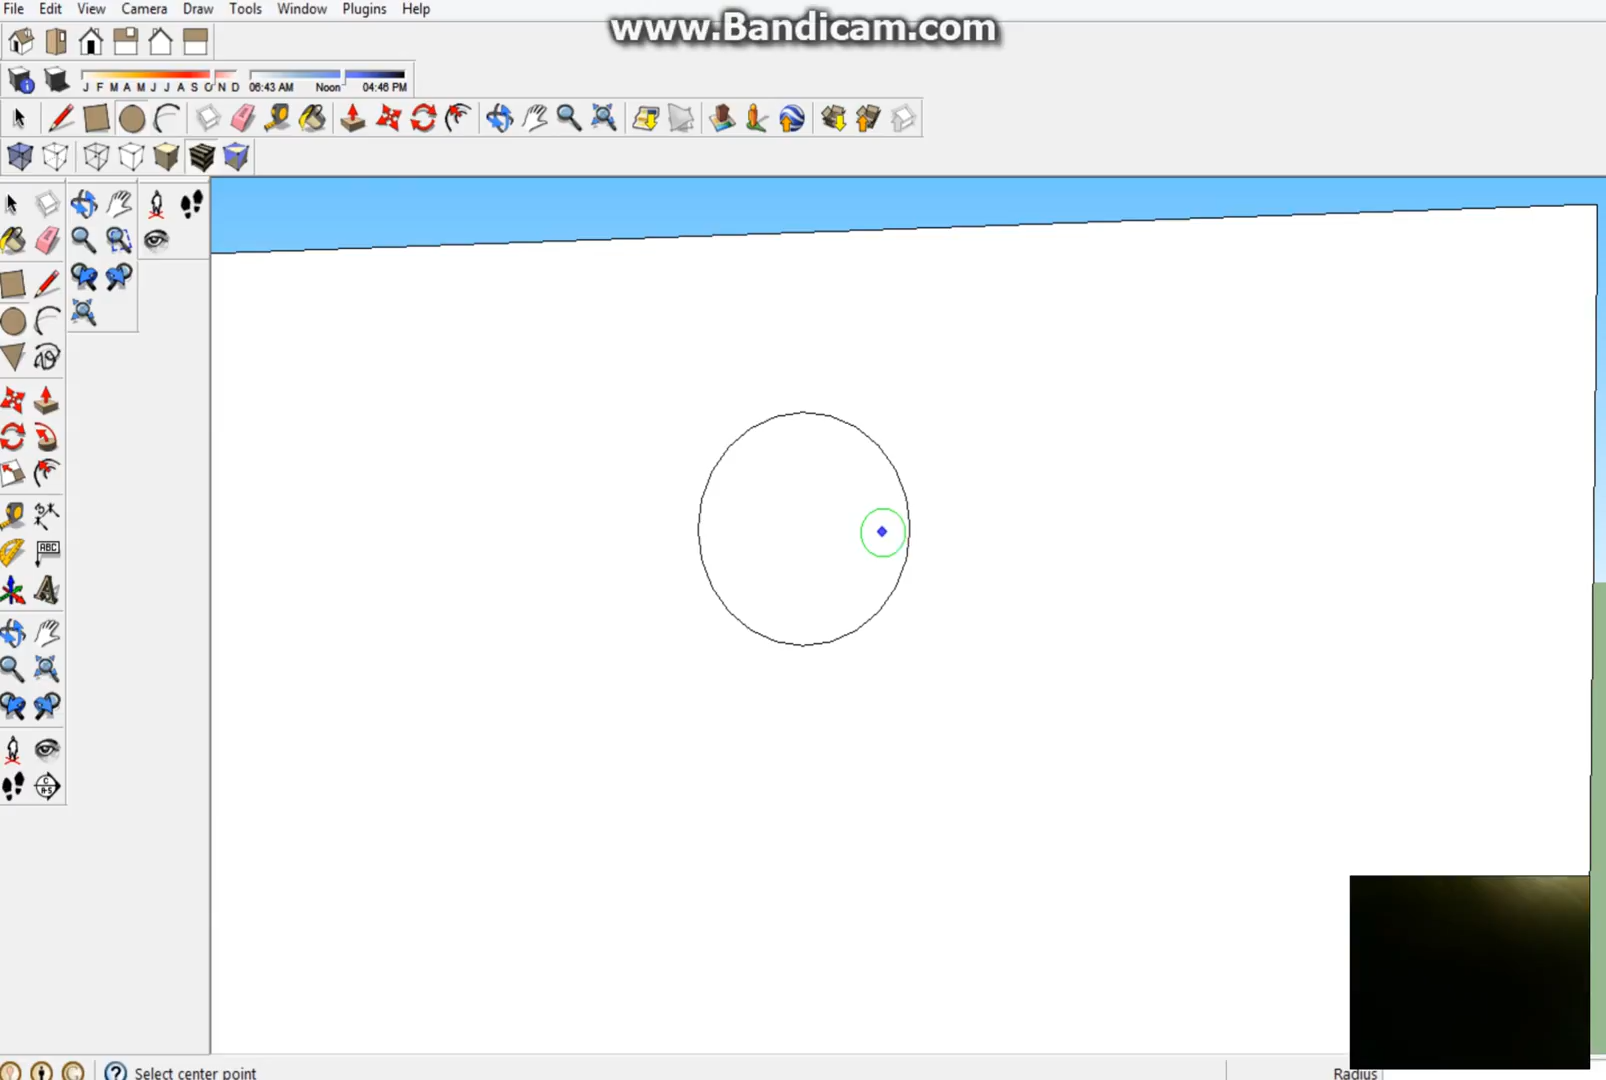 File Edit View Camera Draw Tools Window Plugins Help
www.Bandicam.com
J F M A M J J A S O N D 06:43 AM Noon 04:46 PM
ABC
A
C
A-5
Select center point
Radius